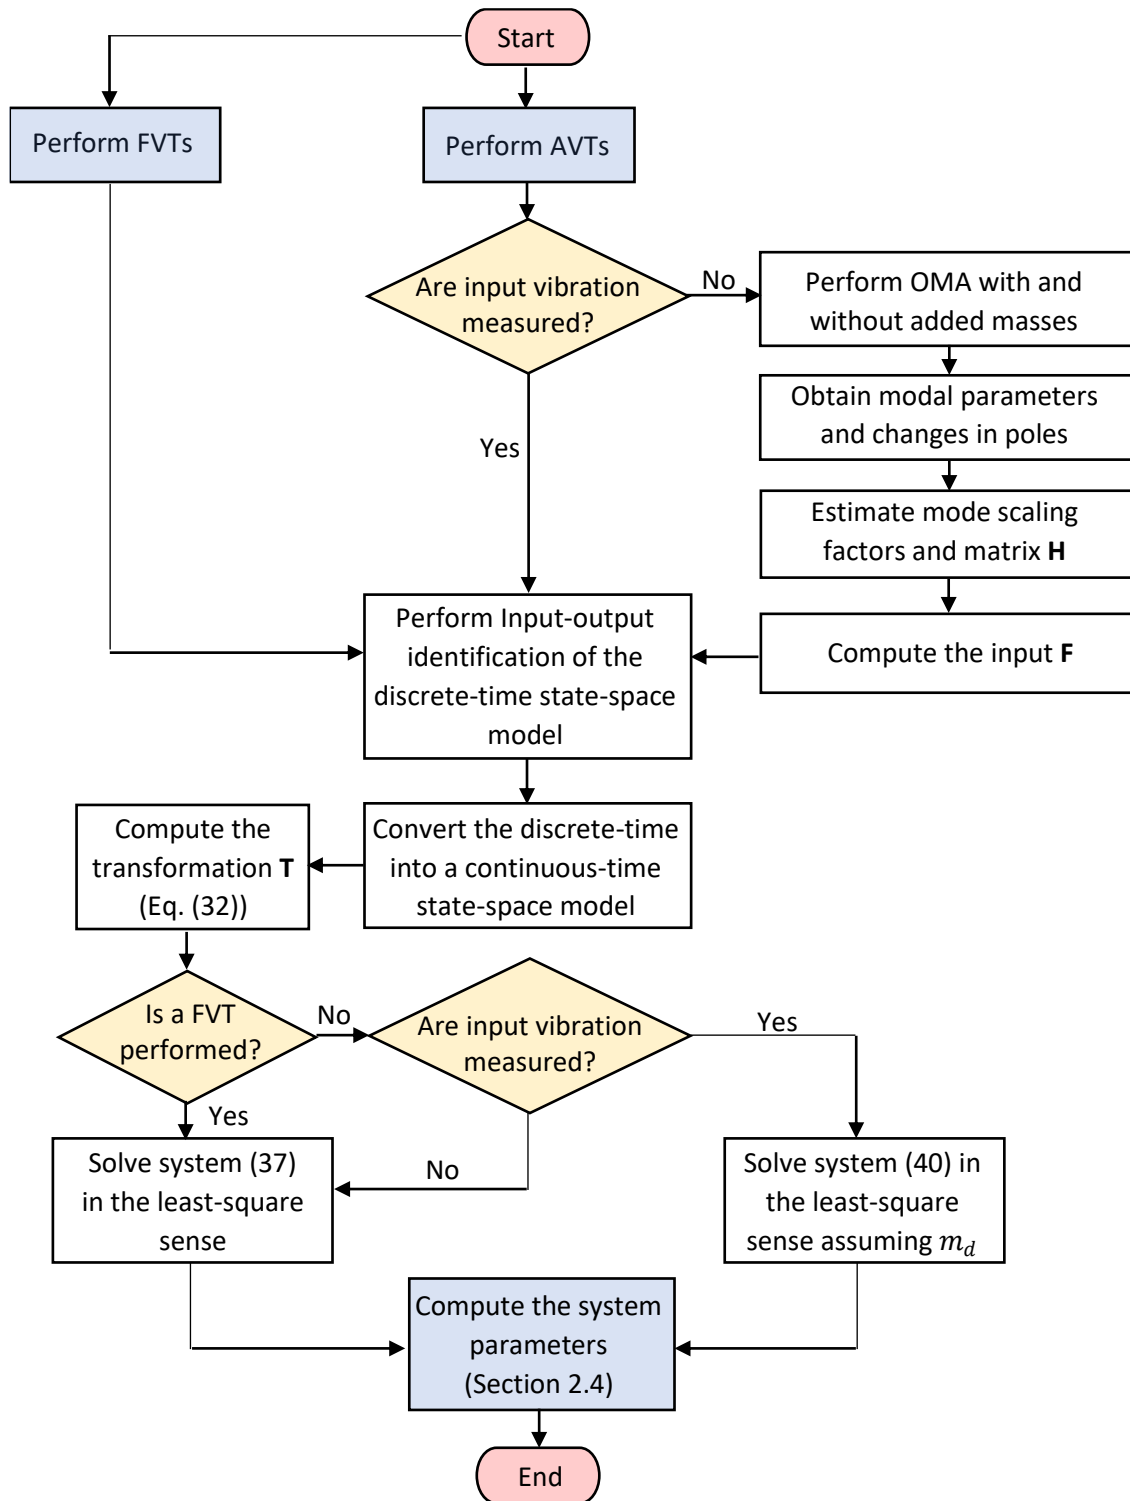 Start
Perform FVTs
Perform AVTs
Are input vibration
measured?
No
Perform OMA with and
without added masses
Obtain modal parameters
and changes in poles
Yes
Estimate mode scaling
factors and matrix H
Perform Input-output
identification of the
discrete-time state-space
model
Compute the input F
Compute the
transformation T
(Eq. (32))
Convert the discrete-time
into a continuous-time
state-space model
Is a FVT
performed?
No
Are input vibration
measured?
Yes
Yes
No
Solve system (37)
in the least-square
sense
Solve system (40) in
the least-square
sense assuming m_d
Compute the system
parameters
(Section 2.4)
End